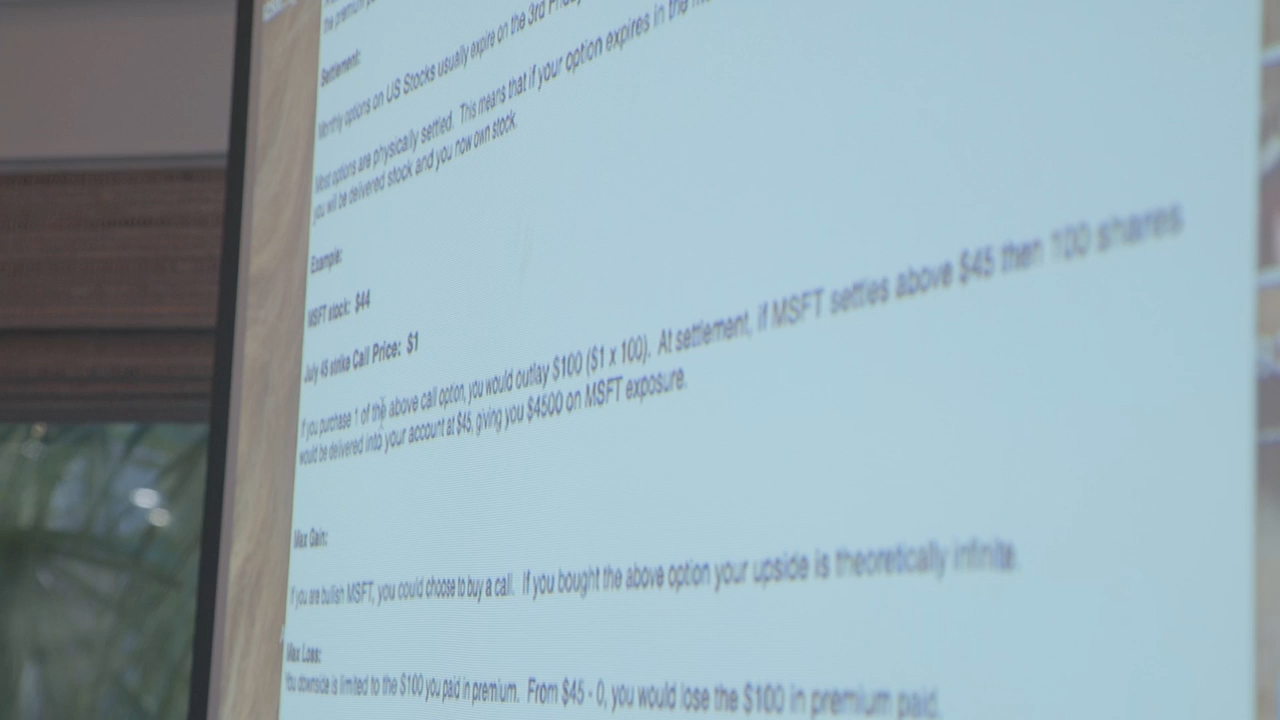 the premium
Settlement:
Monthly options on US Stocks usually expire on the 3rd Friday
Most options are physically settled. This means that if your option expires in the
you will be delivered stock and you now own stock.
Example:
MSFT stock: $44
July 45 strike Call Price: $1
If you purchase 1 of the above call option, you would outlay $100 ($1 x 100). At settlement, if MSFT settles above $45 then 100 shares
would be delivered into your account at $45, giving you $4500 on MSFT exposure.
Max Gain:
If you are bullish MSFT, you could choose to buy a call. If you bought the above option your upside is theoretically infinite.
Max Loss:
You downside is limited to the $100 you paid in premium. From $45 - 0, you would lose the $100 in premium paid.